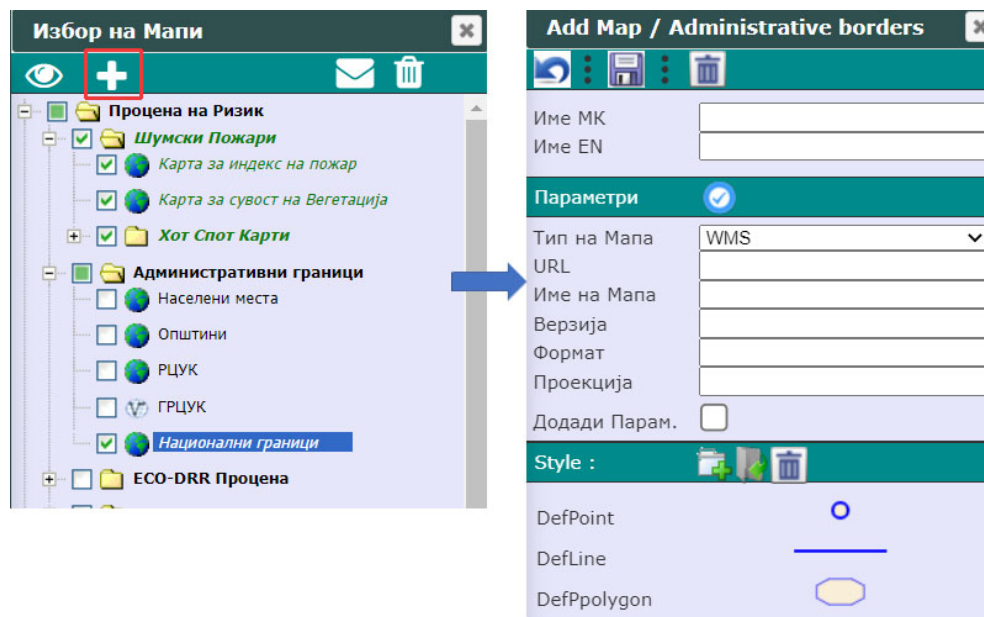 Избор на Мапи
Процена на Ризик
Шумски Пожари
Карта за индекс на пожар
Карта за сувост на Вегетација
Хот Спот Карти
Административни граници
Населени места
Општини
РЦУК
ГРЦУК
Национални граници
ECO-DRR Процена
Add Map / Administrative borders
Име МК
Име EN
Параметри
Тип на Мапа WMS
URL
Име на Мапа
Верзија
Формат
Проекција
Додади Парам.
Style :
DefPoint
DefLine
DefPpolygon